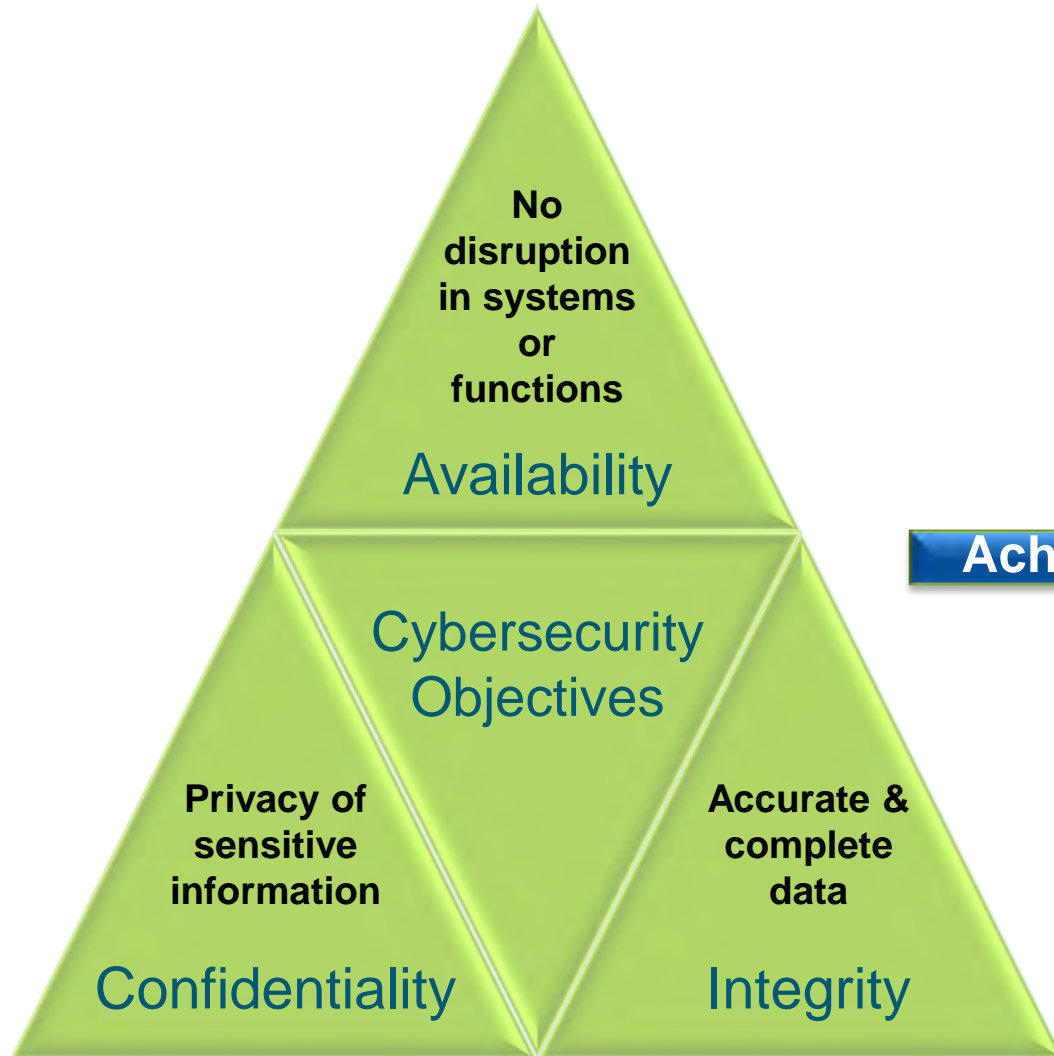 No
disruption
in systems
or
functions
Availability
Ach
Cybersecurity
Objectives
Privacy of
sensitive
information
Confidentiality
Accurate &
complete
data
Integrity